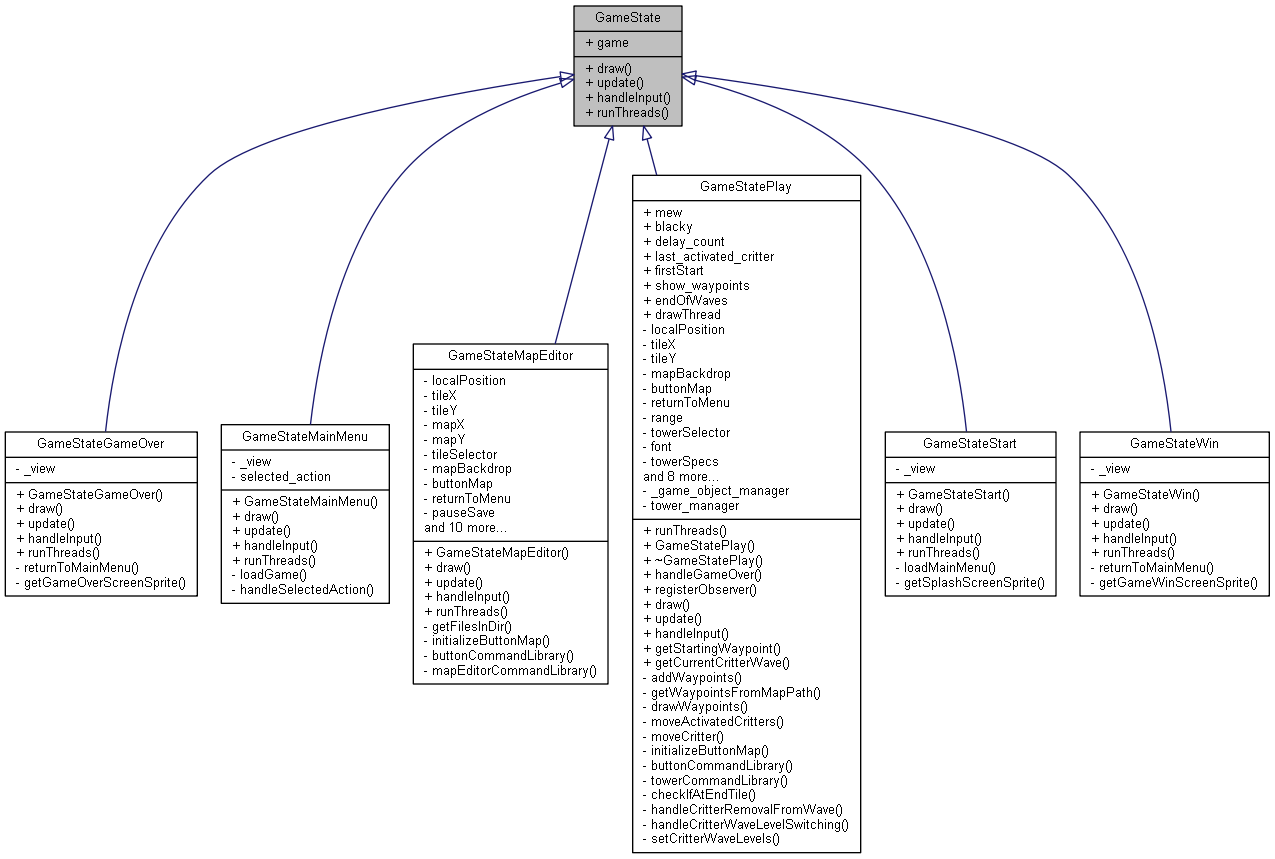 GameState
+ game
+ draw()
+ update()
+ handleInput()
+ runThreads()
GameStateGameOver
- _view
+ GameStateGameOver()
+ draw()
+ update()
+ handleInput()
+ runThreads()
- returnToMainMenu()
- getGameOverScreenSprite()
GameStateMainMenu
- _view
- selected_action
+ GameStateMainMenu()
+ draw()
+ update()
+ handleInput()
+ runThreads()
- loadGame()
- handleSelectedAction()
GameStateMapEditor
- localPosition
- tileX
- tileY
- mapX
- mapY
- tileSelector
- mapBackdrop
- buttonMap
- returnToMenu
- pauseSave
and 10 more...
+ GameStateMapEditor()
+ draw()
+ update()
+ handleInput()
+ runThreads()
- getFilesInDir()
- initializeButtonMap()
- buttonCommandLibrary()
- mapEditorCommandLibrary()
GameStatePlay
+ mew
+ blacky
+ delay_count
+ last_activated_critter
+ firstStart
+ show_waypoints
+ endOfWaves
+ drawThread
- localPosition
- tileX
- tileY
- mapBackdrop
- buttonMap
- returnToMenu
- range
- towerSelector
- font
- towerSpecs
and 8 more...
- _game_object_manager
- tower_manager
+ runThreads()
+ GameStatePlay()
+ ~GameStatePlay()
+ handleGameOver()
+ registerObserver()
+ draw()
+ update()
+ handleInput()
+ getStartingWaypoint()
+ getCurrentCritterWave()
- addWaypoints()
- getWaypointsFromMapPath()
- drawWaypoints()
- moveActivatedCritters()
- moveCritter()
- initializeButtonMap()
- buttonCommandLibrary()
- towerCommandLibrary()
- checkIfAtEndTile()
- handleCritterRemovalFromWave()
- handleCritterWaveLevelSwitching()
- setCritterWaveLevels()
GameStateStart
- _view
+ GameStateStart()
+ draw()
+ update()
+ handleInput()
+ runThreads()
- loadMainMenu()
- getSplashScreenSprite()
GameStateWin
- _view
+ GameStateWin()
+ draw()
+ update()
+ handleInput()
+ runThreads()
- returnToMainMenu()
- getGameWinScreenSprite()